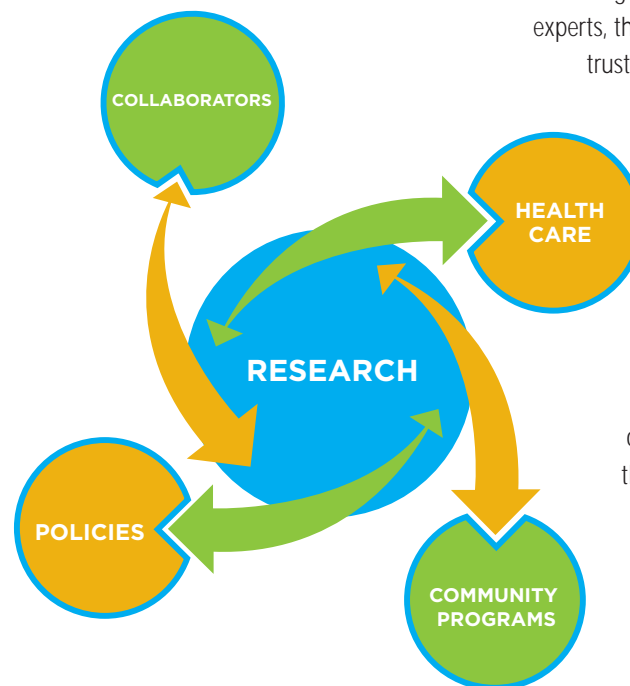 experts, th
trust
COLLABORATORS
HEALTH
CARE
RESEARCH
POLICIES
COMMUNITY
PROGRAMS